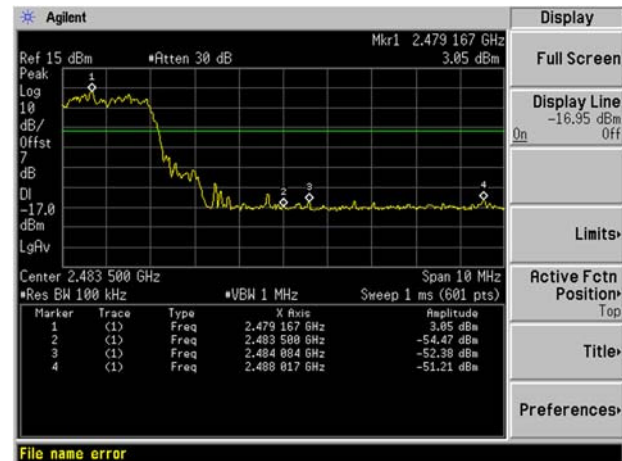 Agilent
Display
Mkr1 2.479 167 GHz
Ref 15 dBm #Atten 30 dB 3.05 dBm
Peak
Log
10
dB/
Offst
7
dB
DI
-17.0
dBm
LgAv
1
2
3
4
Center 2.483 500 GHz Span 10 MHz
#Res BW 100 kHz #VBW 1 MHz Sweep 1 ms (601 pts)
Marker Trace Type X Axis Amplitude
1 (1) Freq 2.479 167 GHz 3.05 dBm
2 (1) Freq 2.483 500 GHz -54.47 dBm
3 (1) Freq 2.484 084 GHz -52.38 dBm
4 (1) Freq 2.488 017 GHz -51.21 dBm
File name error
Full Screen
Display Line
-16.95 dBm
On Off
Limits
Active Fctn
Position
Top
Title
Preferences